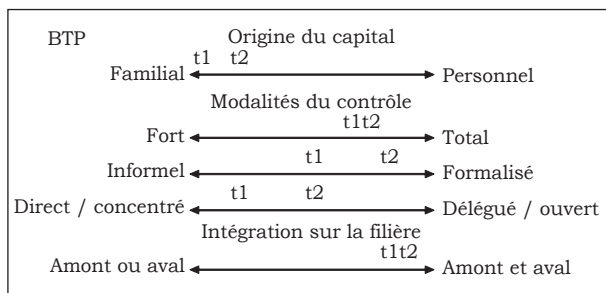 BTP Origine du capital
t1 t2
Familial Personnel
Modalités du contrôle
t1t2
Fort Total
t1 t2
Informel Formalisé
t1 t2
Direct / concentré Délégué / ouvert
Intégration sur la filière
t1t2
Amont ou aval Amont et aval